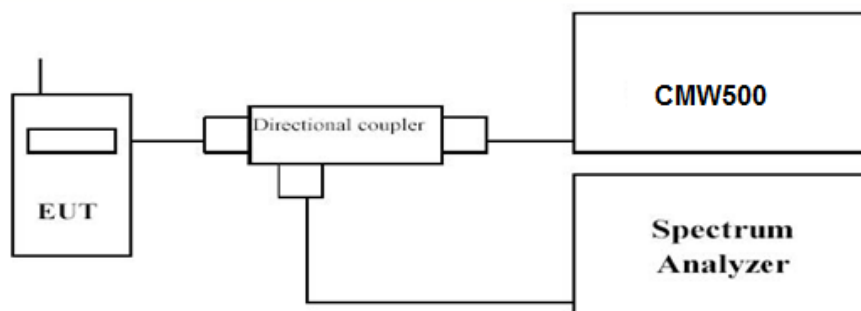 CMW500
Directional coupler
EUT
Spectrum
Analyzer